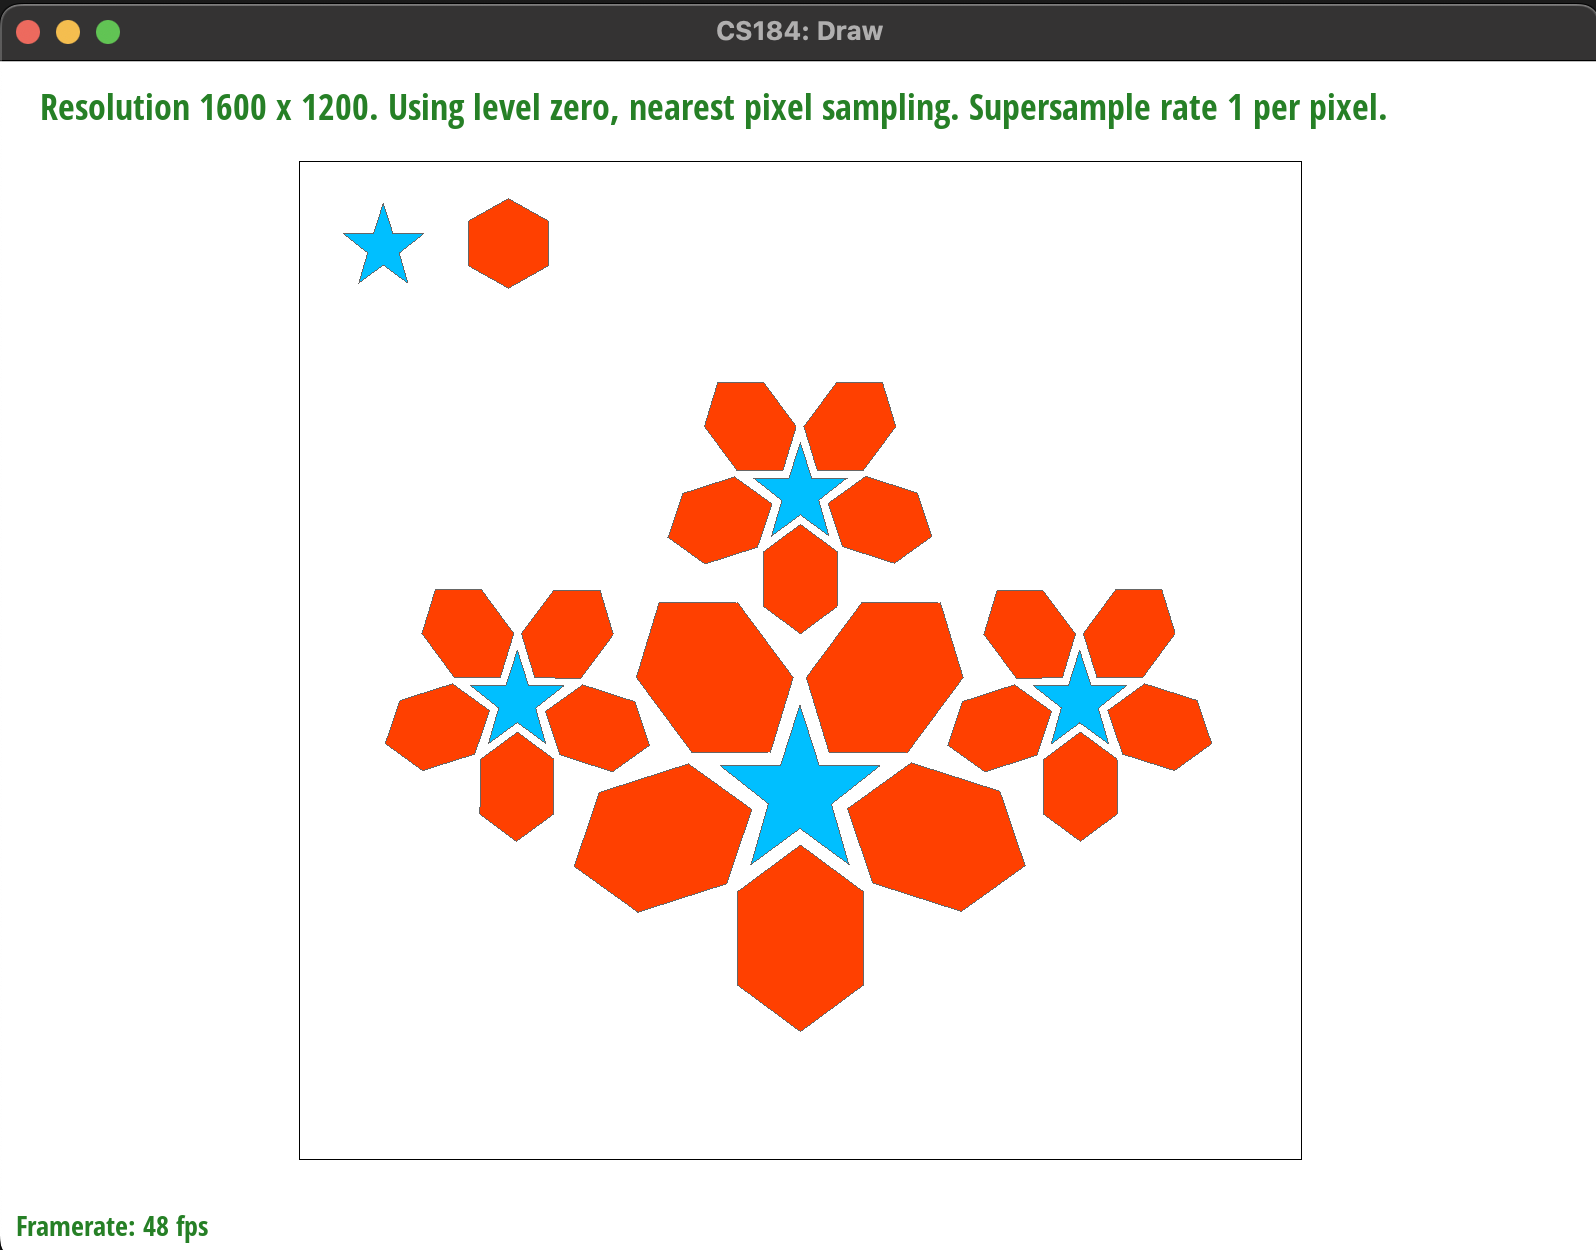 CS184: Draw
Resolution 1600 x 1200. Using level zero, nearest pixel sampling. Supersample rate 1 per pixel.
Framerate: 48 fps